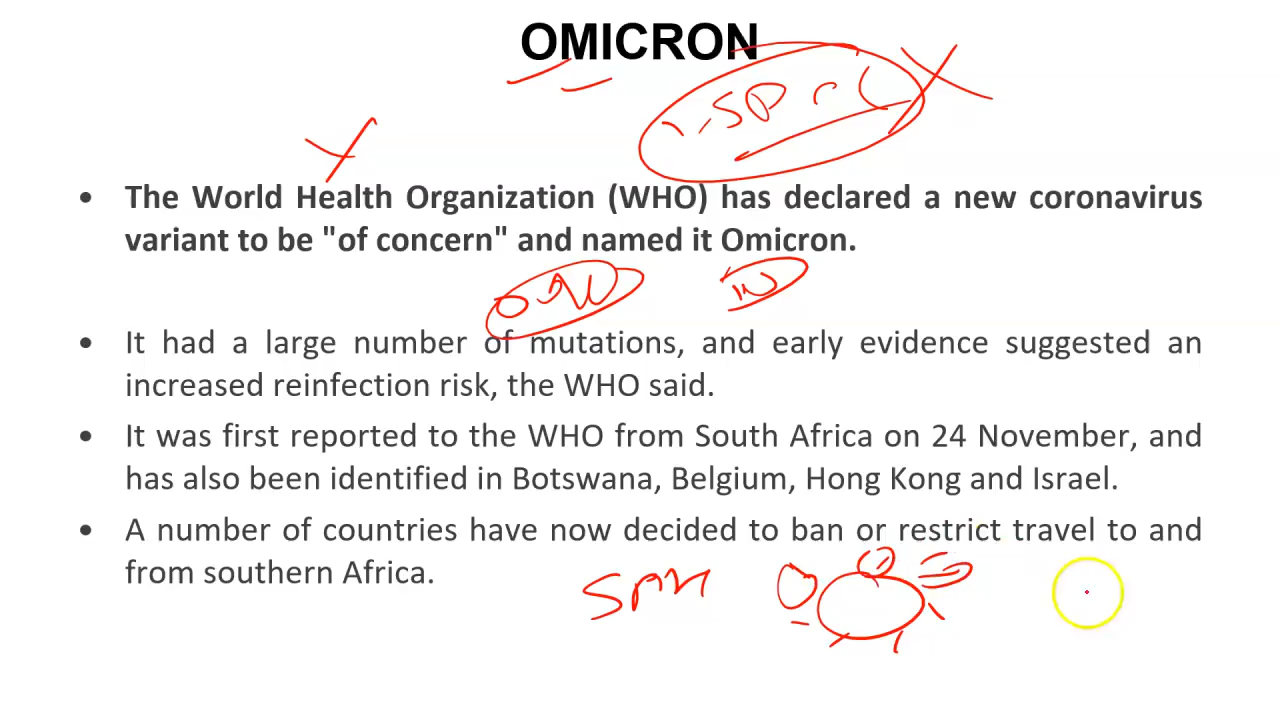 OMICRON
• The World Health Organization (WHO) has declared a new coronavirus
variant to be "of concern" and named it Omicron.
• It had a large number of mutations, and early evidence suggested an
increased reinfection risk, the WHO said.
• It was first reported to the WHO from South Africa on 24 November, and
has also been identified in Botswana, Belgium, Hong Kong and Israel.
• A number of countries have now decided to ban or restrict travel to and
from southern Africa.